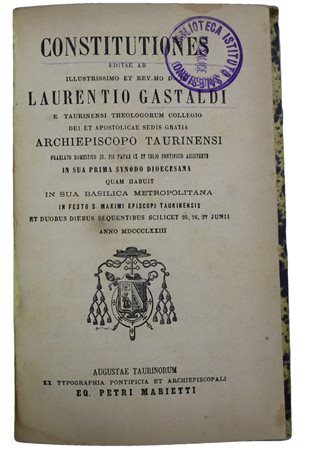 CONSTITUTIONES
EDITAE AB
ILLUSTRISSIMO ET REV.MO
LAURENTIO GASTALDI
E TAURINENSI THEOLOGORUM COLLEGIO
DEI ET APOSTOLICAE SEDIS GRATIA
ARCHIEPISCOPO TAURINENSI
PRAELATO DOMESTICO SS. PII PAPAE IX ET SOLIO PONTIFICIO ASSISTENTE
IN SUA PRIMA SYNODO DIOECESANA
QUAM HABUIT
IN SUA BASILICA METROPOLITANA
IN FESTO S. MAXIMI EPISCOPI TAURINENSIS
ET DUOBUS DIEBUS SEQUENTIBUS SCILICET 25, 26, 27 JUNII
ANNO MDCCCLXXIII
AUGUSTAE TAURINORUM
EX TYPOGRAPHIA PONTIFICIA ET ARCHIEPISCOPALI
EQ. PETRI MARIETTI
BIBLIOTECA ISTITUTO